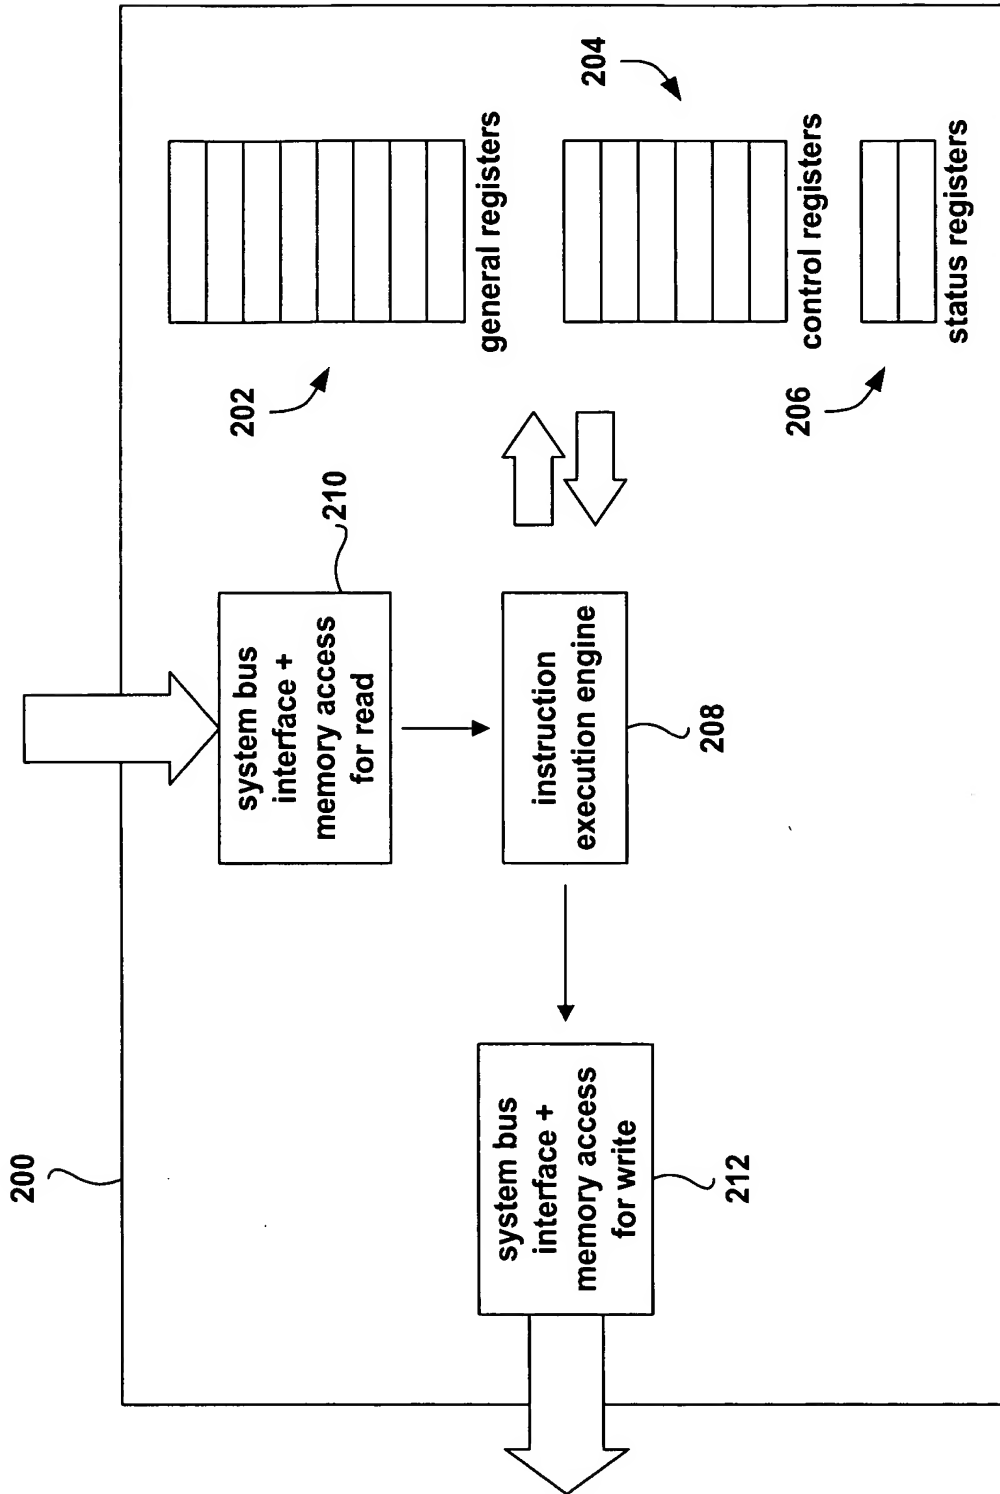 200
system bus
interface +
memory access
for read
210
202
general registers
204
system bus
interface +
memory access
for write
212
instruction
execution engine
208
control registers
206
status registers